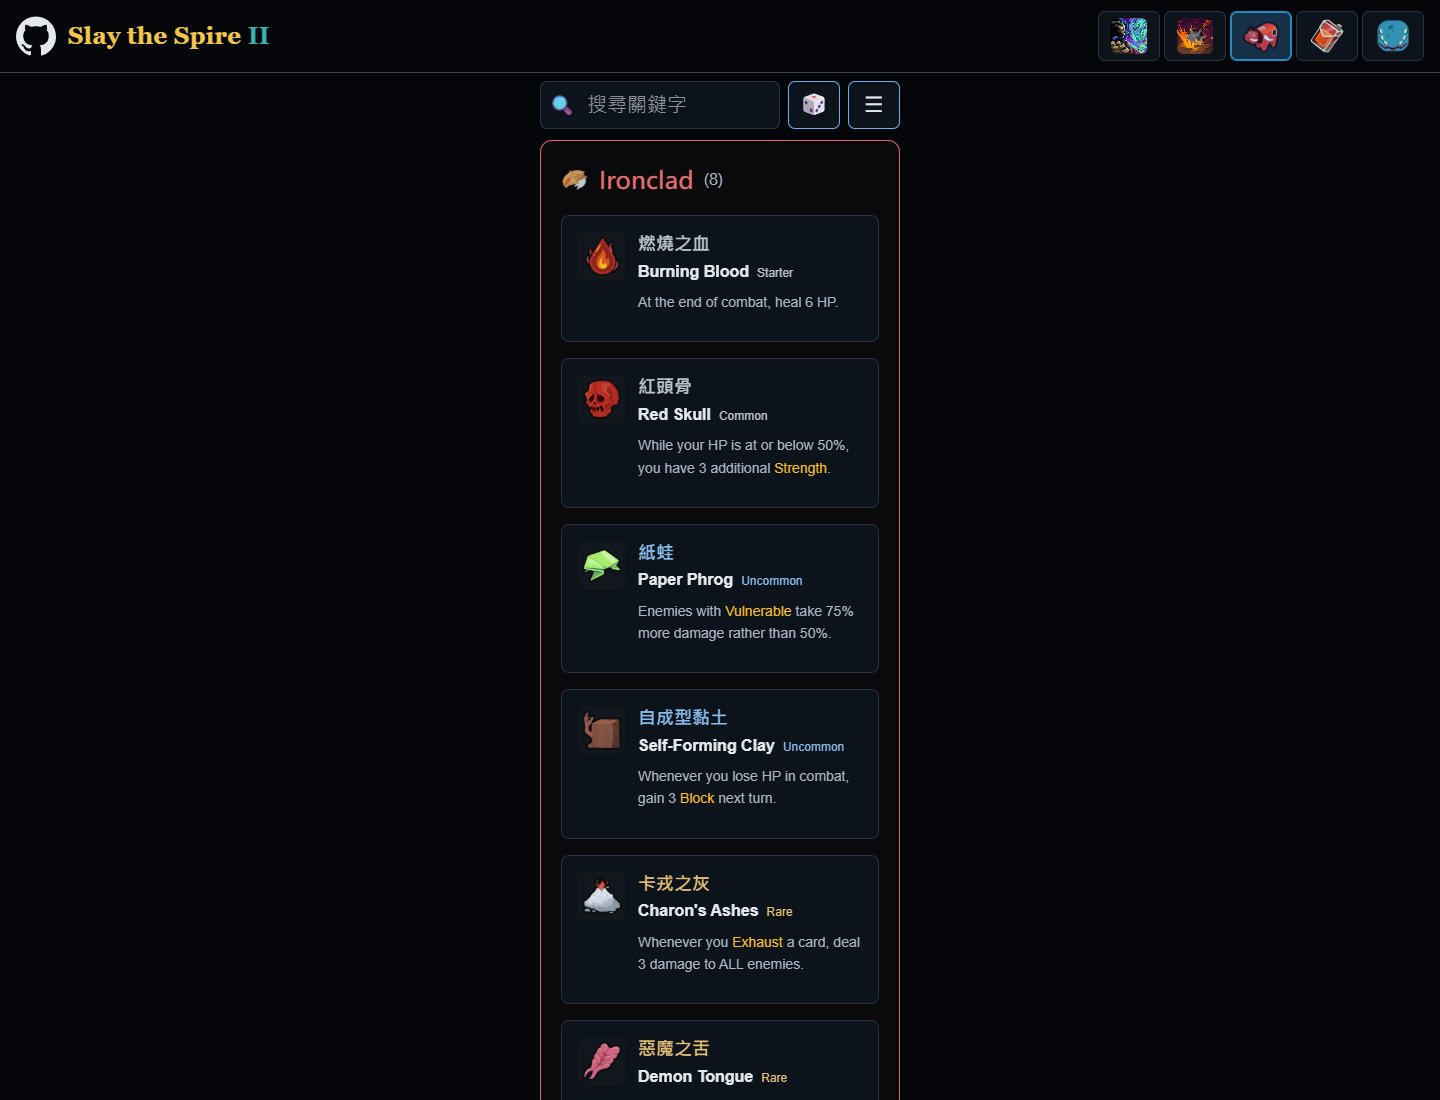 Slay the Spire II
搜尋關鍵字
Ironclad (8)
燃燒之血
Burning Blood Starter
At the end of combat, heal 6 HP.
紅頭骨
Red Skull Common
While your HP is at or below 50%,
you have 3 additional Strength.
紙蛙
Paper Phrog Uncommon
Enemies with Vulnerable take 75%
more damage rather than 50%.
自成型黏土
Self-Forming Clay Uncommon
Whenever you lose HP in combat,
gain 3 Block next turn.
卡戎之灰
Charon's Ashes Rare
Whenever you Exhaust a card, deal
3 damage to ALL enemies.
惡魔之舌
Demon Tongue Rare